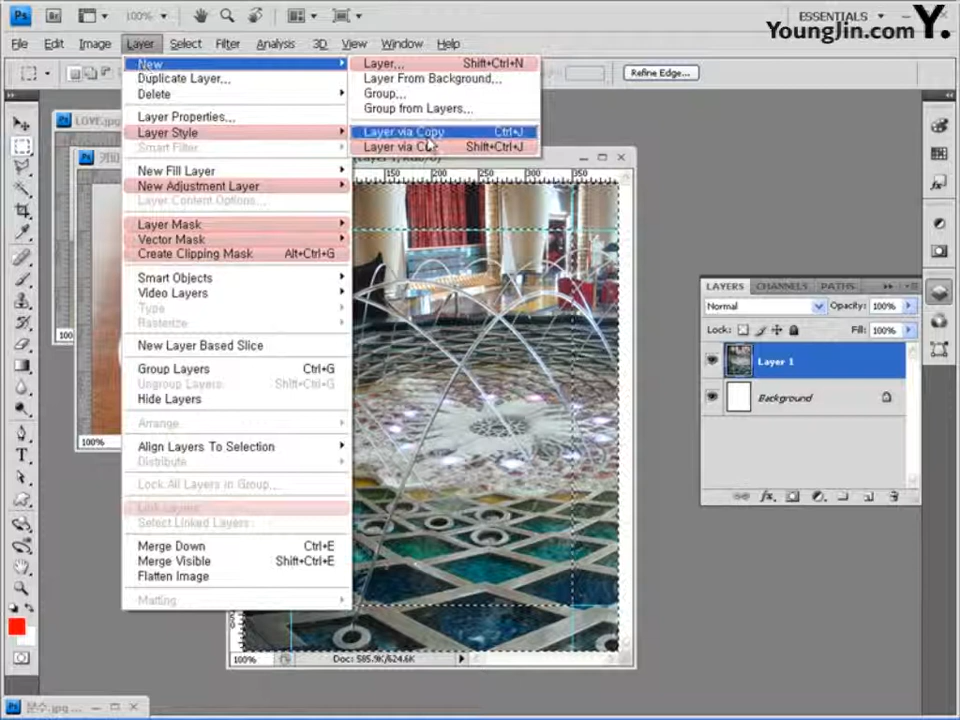 Ps
Br
100%
ESSENTIALS
YoungJin.com Y.
File Edit Image Layer Select Filter Analysis 3D View Window Help
Refine Edge...
New
Duplicate Layer...
Delete
Layer Properties...
Layer Style
Smart Filter
New Fill Layer
New Adjustment Layer
Layer Content Options...
Layer Mask
Vector Mask
Create Clipping Mask Alt+Ctrl+G
Smart Objects
Video Layers
Type
Rasterize
New Layer Based Slice
Group Layers Ctrl+G
Ungroup Layers Shift+Ctrl+G
Hide Layers
Arrange
Align Layers To Selection
Distribute
Lock All Layers in Group...
Link Layers
Select Linked Layers
Merge Down Ctrl+E
Merge Visible Shift+Ctrl+E
Flatten Image
Matting
Layer... Shift+Ctrl+N
Layer From Background...
Group...
Group from Layers...
Layer via Copy Ctrl+J
Layer via Cut Shift+Ctrl+J
LOVE.jpg
150 200 250 300 350
100
100%
100% Doc: 585.9K/624.6K
LAYERS CHANNELS PATHS
Normal Opacity: 100%
Lock: Fill: 100%
Layer 1
Background
Ps 분수.jpg ...